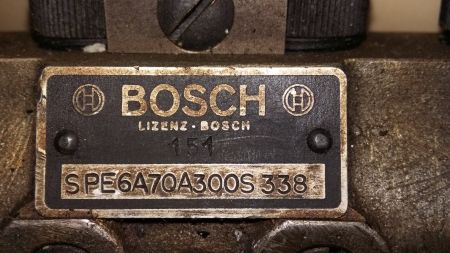 BOSCH
LIZENZ-BOSCH
151
SPE6A70A300S 338